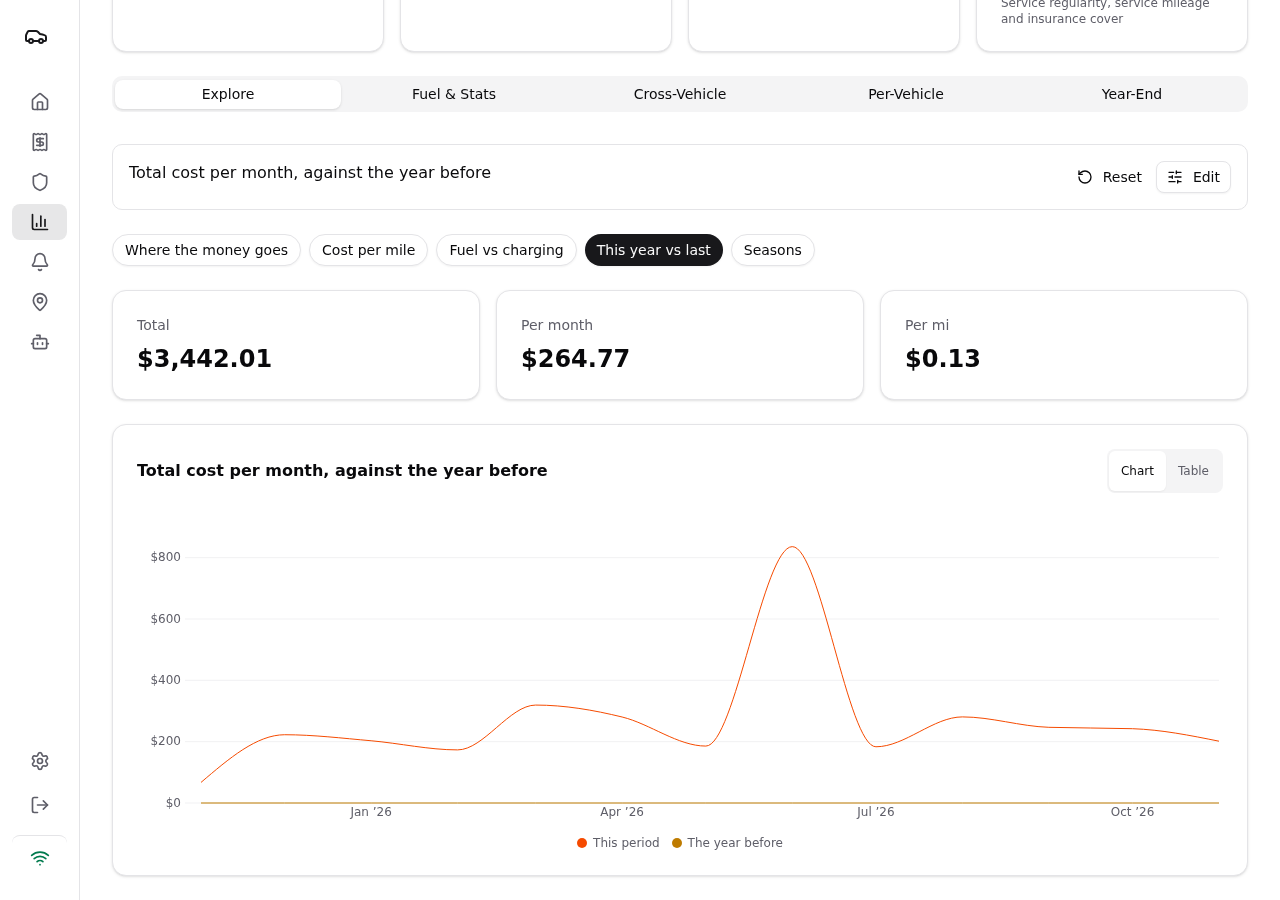 Service regularity, service mileage
and insurance cover
Explore
Fuel & Stats
Cross-Vehicle
Per-Vehicle
Year-End
Total cost per month, against the year before
Reset
Edit
Where the money goes
Cost per mile
Fuel vs charging
This year vs last
Seasons
Total
$3,442.01
Per month
$264.77
Per mi
$0.13
Total cost per month, against the year before
Chart
Table
$800
$600
$400
$200
$0
Jan ’26
Apr ’26
Jul ’26
Oct ’26
This period
The year before